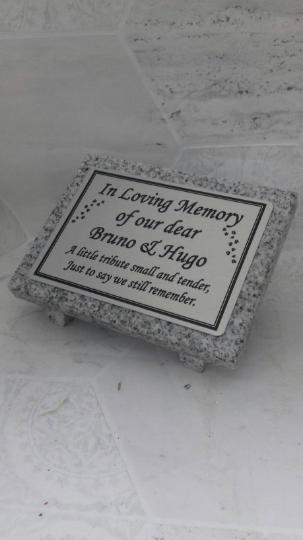 In Loving Memory
of our dear
Bruno & Hugo
A little tribute small and tender,
Just to say we still remember.